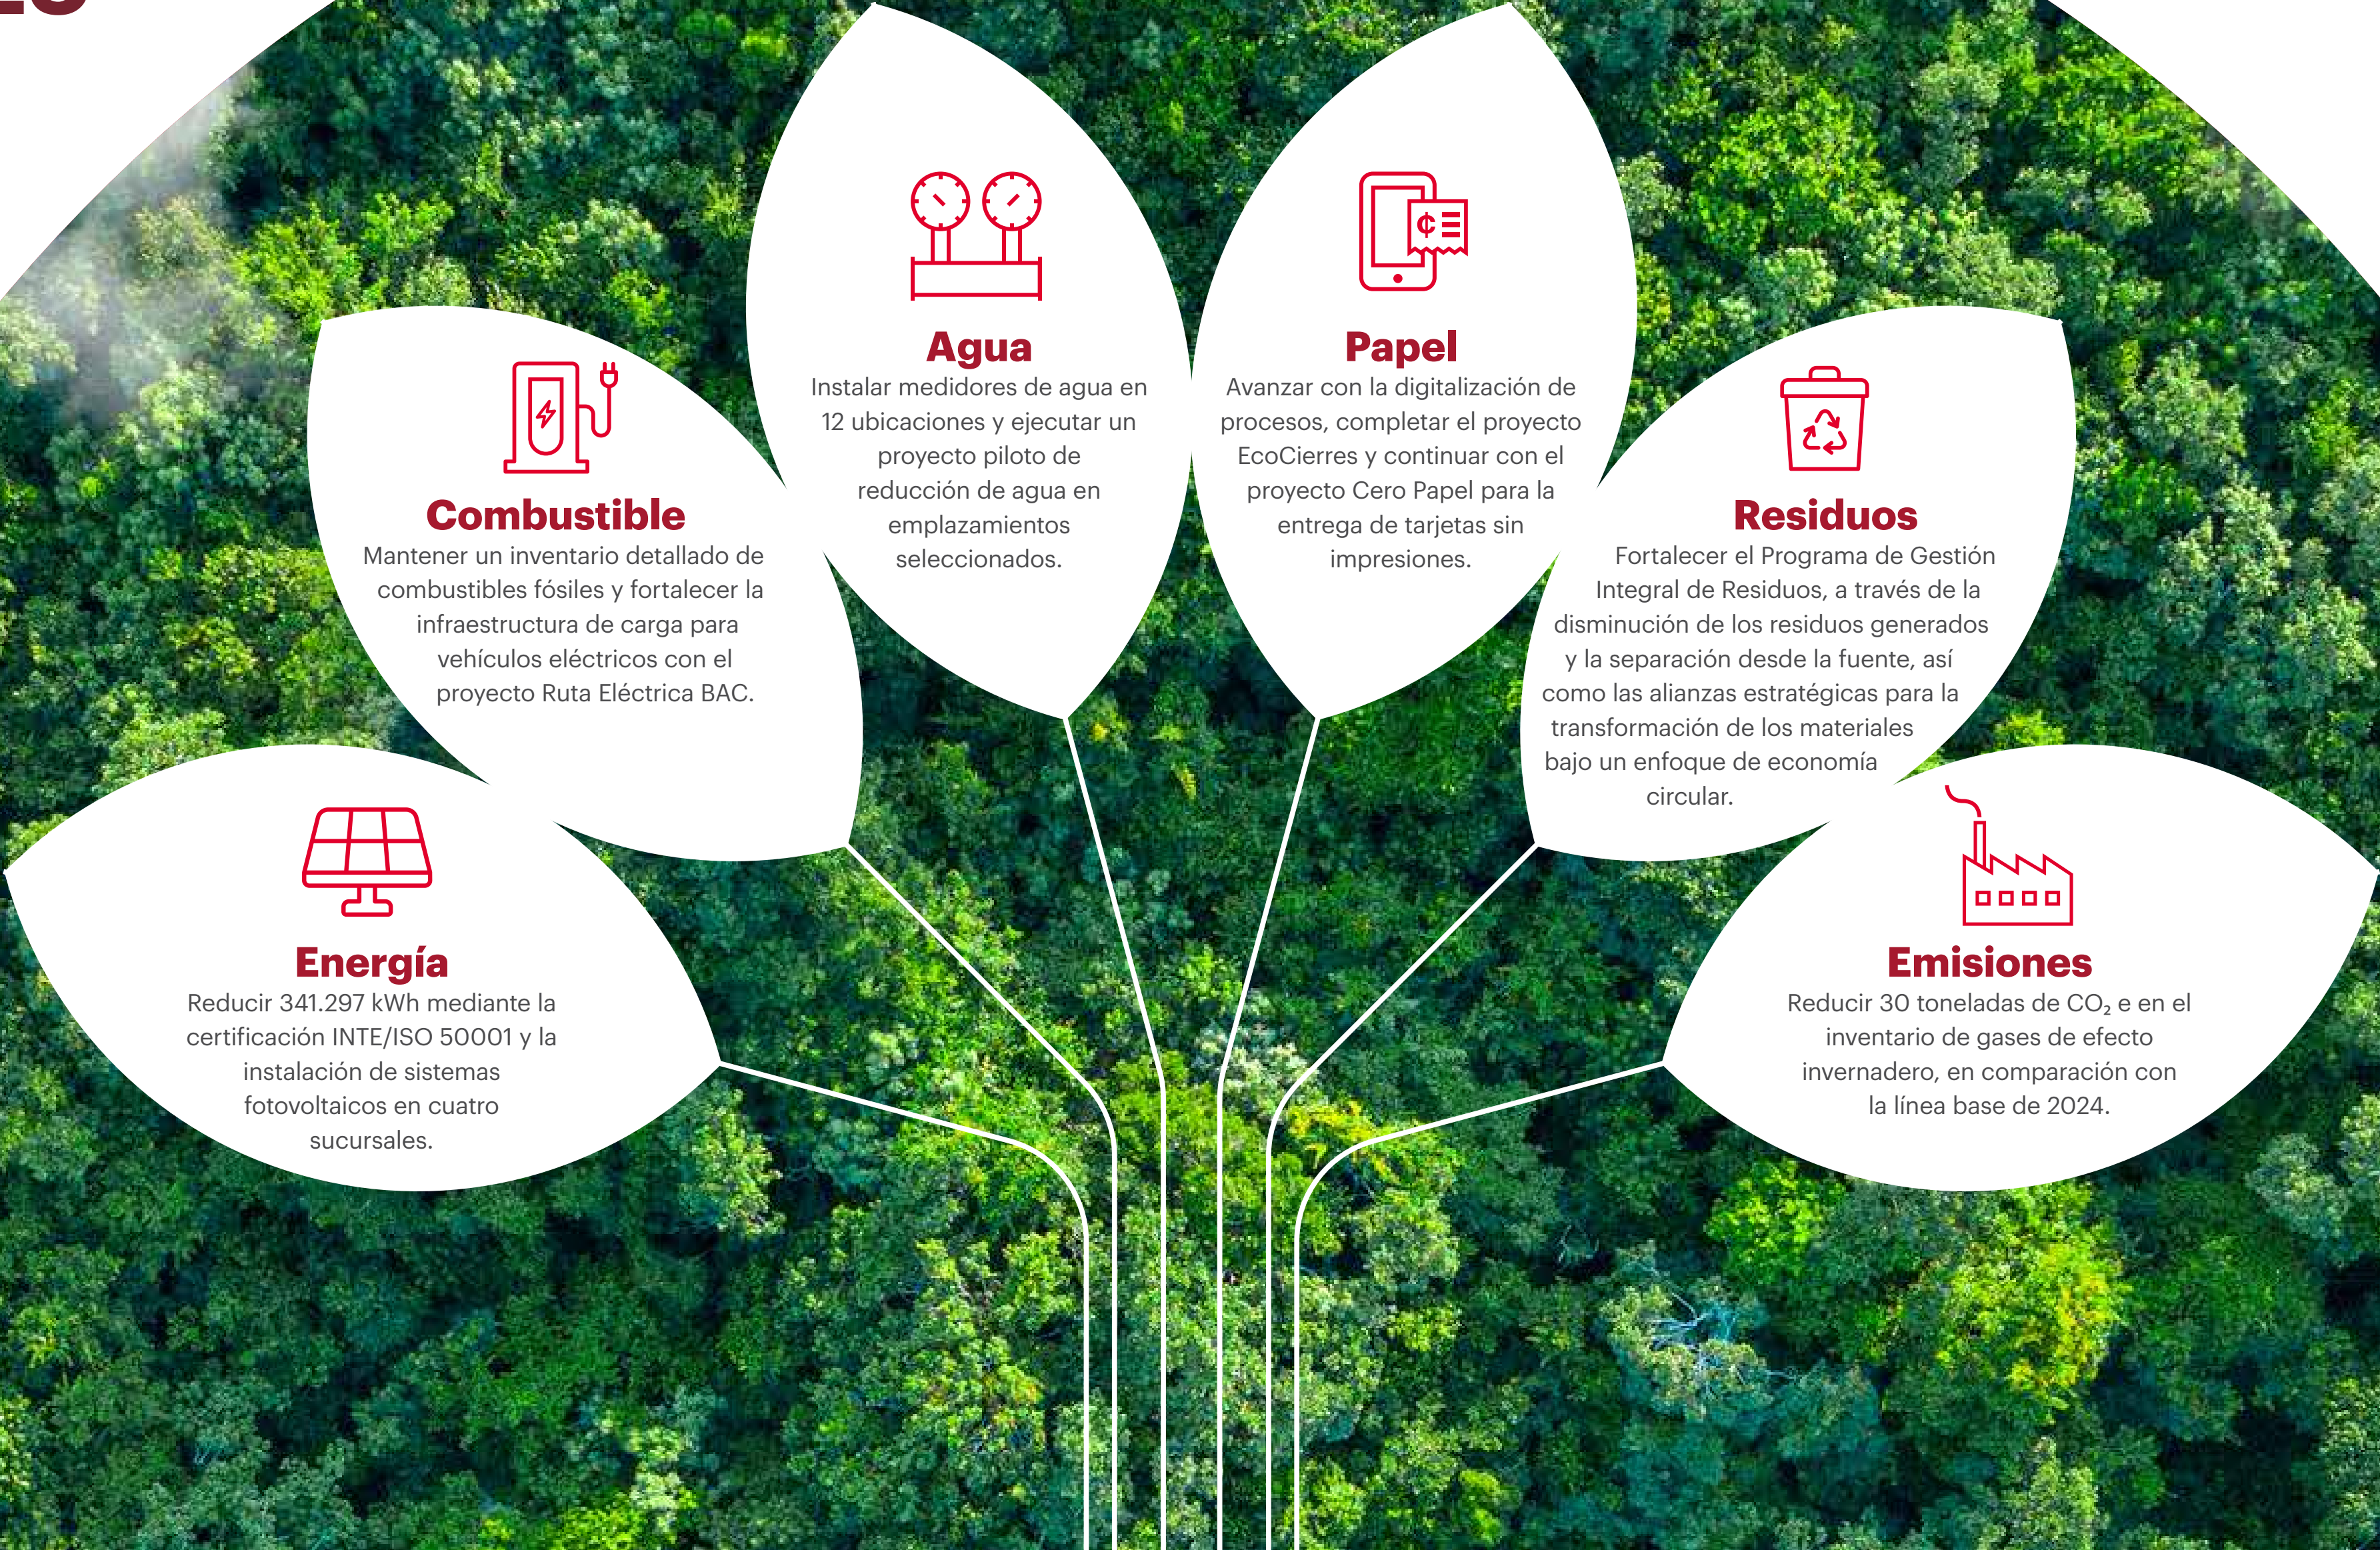 Agua
Instalar medidores de agua en
12 ubicaciones y ejecutar un
proyecto piloto de
reducción de agua en
emplazamientos
seleccionados.
Papel
Avanzar con la digitalización de
procesos, completar el proyecto
EcoCierres y continuar con el
proyecto Cero Papel para la
entrega de tarjetas sin
impresiones.
Combustible
Mantener un inventario detallado de
combustibles fósiles y fortalecer la
infraestructura de carga para
vehículos eléctricos con el
proyecto Ruta Eléctrica BAC.
Residuos
Fortalecer el Programa de Gestión
Integral de Residuos, a través de la
disminución de los residuos generados
y la separación desde la fuente, así
como las alianzas estratégicas para la
transformación de los materiales
bajo un enfoque de economía
circular.
Energía
Reducir 341.297 kWh mediante la
certificación INTE/ISO 50001 y la
instalación de sistemas
fotovoltaicos en cuatro
sucursales.
Emisiones
Reducir 30 toneladas de CO₂ e en el
inventario de gases de efecto
invernadero, en comparación con
la línea base de 2024.